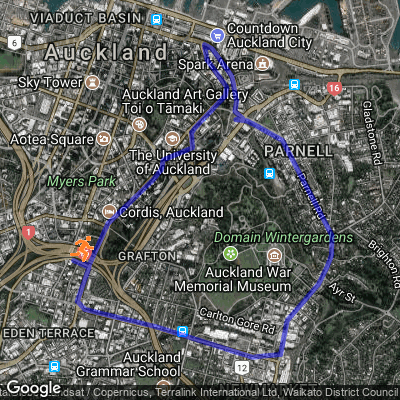 VIADUCT BASIN
Countdown
Auckland City
6
Auckland
Spark Arena
Sky Tower
16
Auckland Art Gallery
Toi o Tāmaki
Gladstone Rd
Aotea Square
The University
of Auckland
PARNELL
Myers Park
Parnell Rd
Cordis, Auckland
1
Domain Wintergardens
Brighton Rd
GRAFTON
Auckland War
Memorial Museum
Ayr St
Carlton Gore Rd
EDEN TERRACE
Auckland
Grammar School
12
Google
Landsat / Copernicus, Terralink International Ltd, Waikato District Council